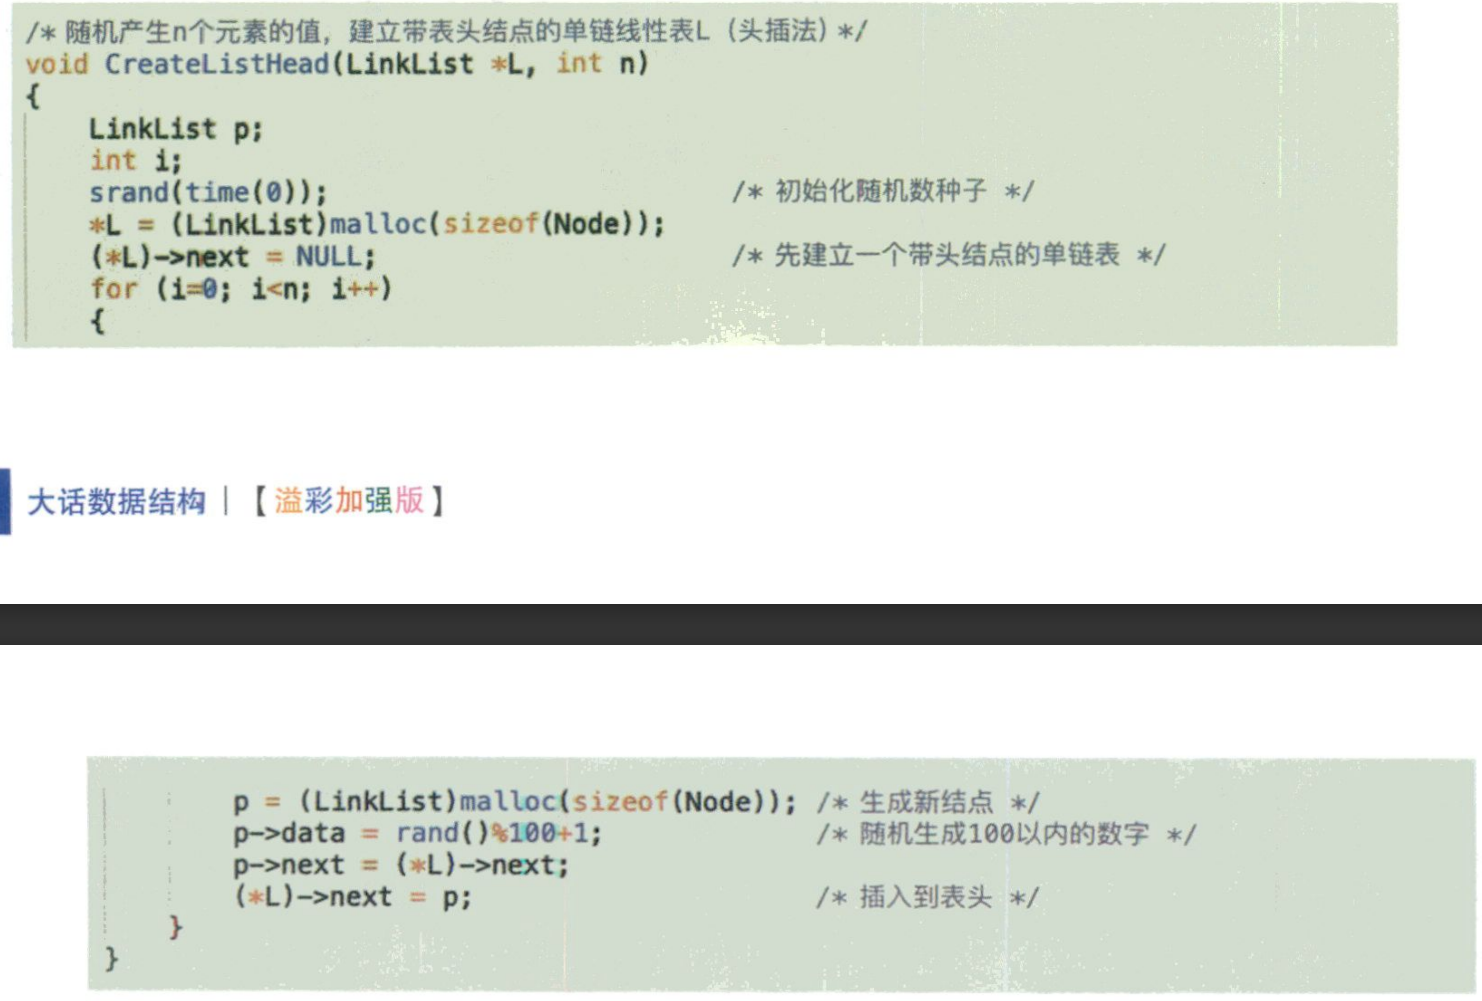 /* 随机产生n个元素的值，建立带表头结点的单链线性表L（头插法）*/
void CreateListHead(LinkList *L, int n)
{
    LinkList p;
    int i;
    srand(time(0));                         /* 初始化随机数种子 */
    *L = (LinkList)malloc(sizeof(Node));
    (*L)->next = NULL;                      /* 先建立一个带头结点的单链表 */
    for (i=0; i<n; i++)
    {
大话数据结构 | 【溢彩加强版】
        p = (LinkList)malloc(sizeof(Node)); /* 生成新结点 */
        p->data = rand()%100+1;             /* 随机生成100以内的数字 */
        p->next = (*L)->next;
        (*L)->next = p;                     /* 插入到表头 */
    }
}